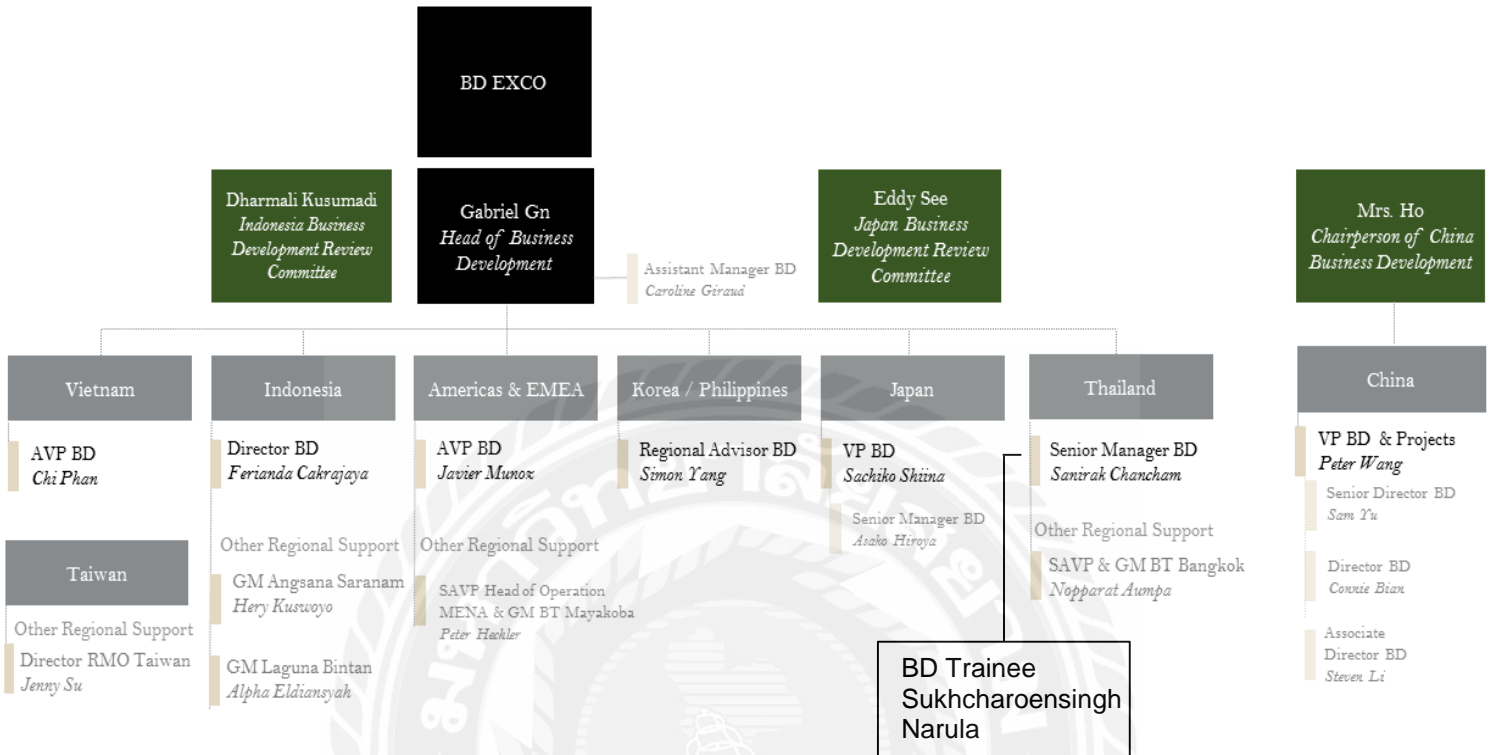 BD EXCO
Dharmali Kusumadi
Indonesia Business
Development Review
Committee
Gabriel Gn
Head of Business
Development
Assistant Manager BD
Caroline Giraud
Eddy See
Japan Business
Development Review
Committee
Mrs. Ho
Chairperson of China
Business Development
Vietnam
AVP BD
Chi Phan
Taiwan
Other Regional Support
Director RMO Taiwan
Jenny Su
Indonesia
Director BD
Ferianda Cakrajaya
Other Regional Support
GM Angsana Saranam
Hery Kuswoyo
GM Laguna Bintan
Alpha Eldiansyah
Americas & EMEA
AVP BD
Javier Munoz
Other Regional Support
SAVP Head of Operation
MENA & GM BT Mayakoba
Peter Hechler
Korea / Philippines
Regional Advisor BD
Simon Yang
Japan
VP BD
Sachiko Shiina
Senior Manager BD
Asako Hiroya
Thailand
Senior Manager BD
Sanirak Chancham
Other Regional Support
SAVP & GM BT Bangkok
Nopparat Aumpa
BD Trainee
Sukhcharoensingh
Narula
China
VP BD & Projects
Peter Wang
Senior Director BD
Sam Yu
Director BD
Connie Bian
Associate
Director BD
Steven Li